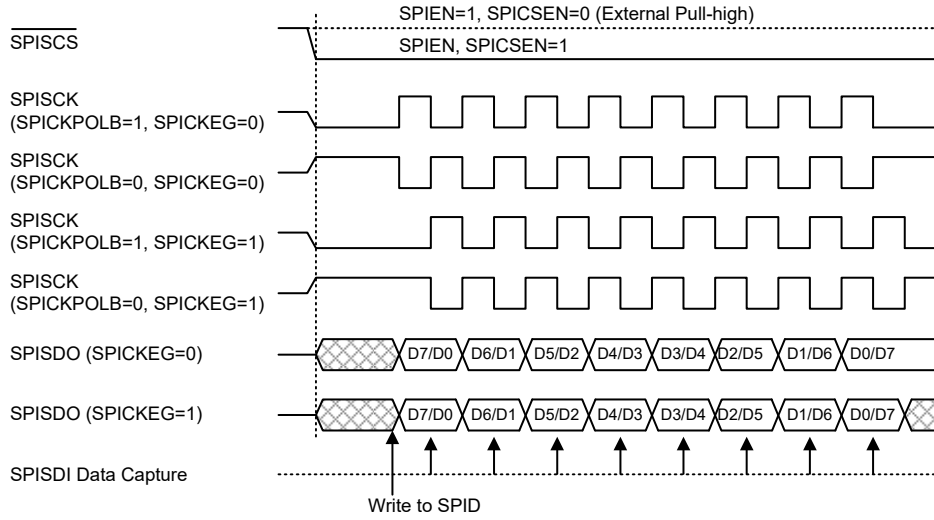 SPIEN=1, SPICSEN=0 (External Pull-high)
SPISCS
SPIEN, SPICSEN=1
SPISCK
(SPICKPOLB=1, SPICKEG=0)
SPISCK
(SPICKPOLB=0, SPICKEG=0)
SPISCK
(SPICKPOLB=1, SPICKEG=1)
SPISCK
(SPICKPOLB=0, SPICKEG=1)
SPISDO (SPICKEG=0) D7/D0 D6/D1 D5/D2 D4/D3 D3/D4 D2/D5 D1/D6 D0/D7
SPISDO (SPICKEG=1) D7/D0 D6/D1 D5/D2 D4/D3 D3/D4 D2/D5 D1/D6 D0/D7
SPISDI Data Capture
Write to SPID